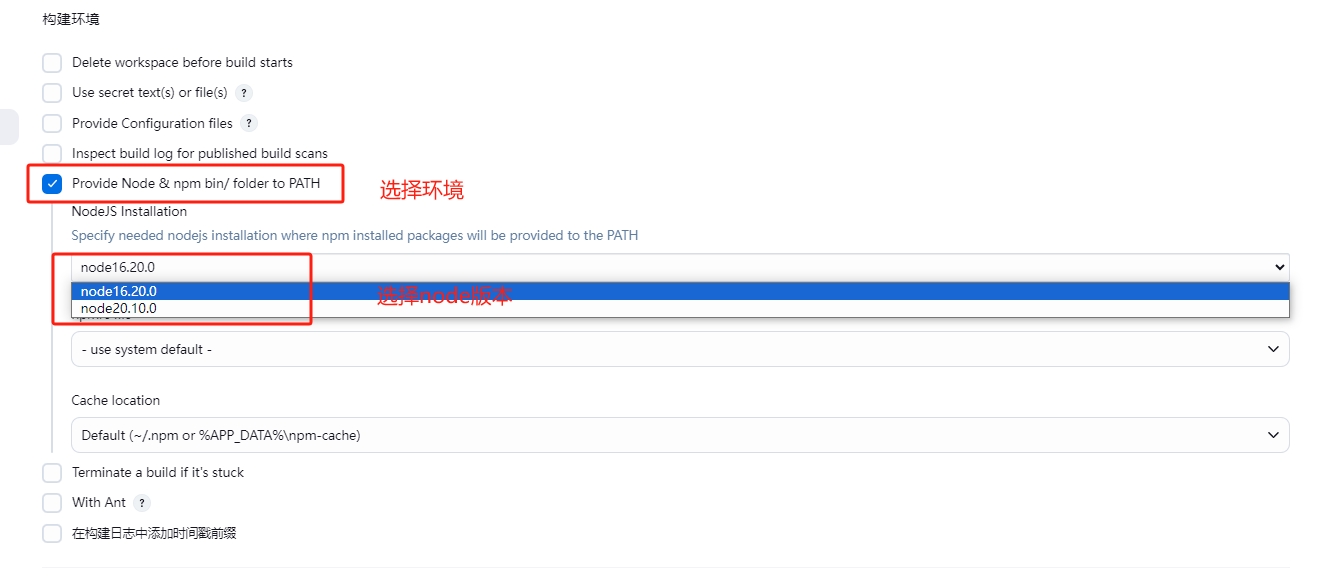 构建环境
Delete workspace before build starts
Use secret text(s) or file(s) ?
Provide Configuration files ?
Inspect build log for published build scans
Provide Node & npm bin/ folder to PATH
选择环境
NodeJS Installation
Specify needed nodejs installation where npm installed packages will be provided to the PATH
node16.20.0
node16.20.0
选择node版本
node20.10.0
- use system default -
Cache location
Default (~/.npm or %APP_DATA%\npm-cache)
Terminate a build if it's stuck
With Ant ?
在构建日志中添加时间戳前缀